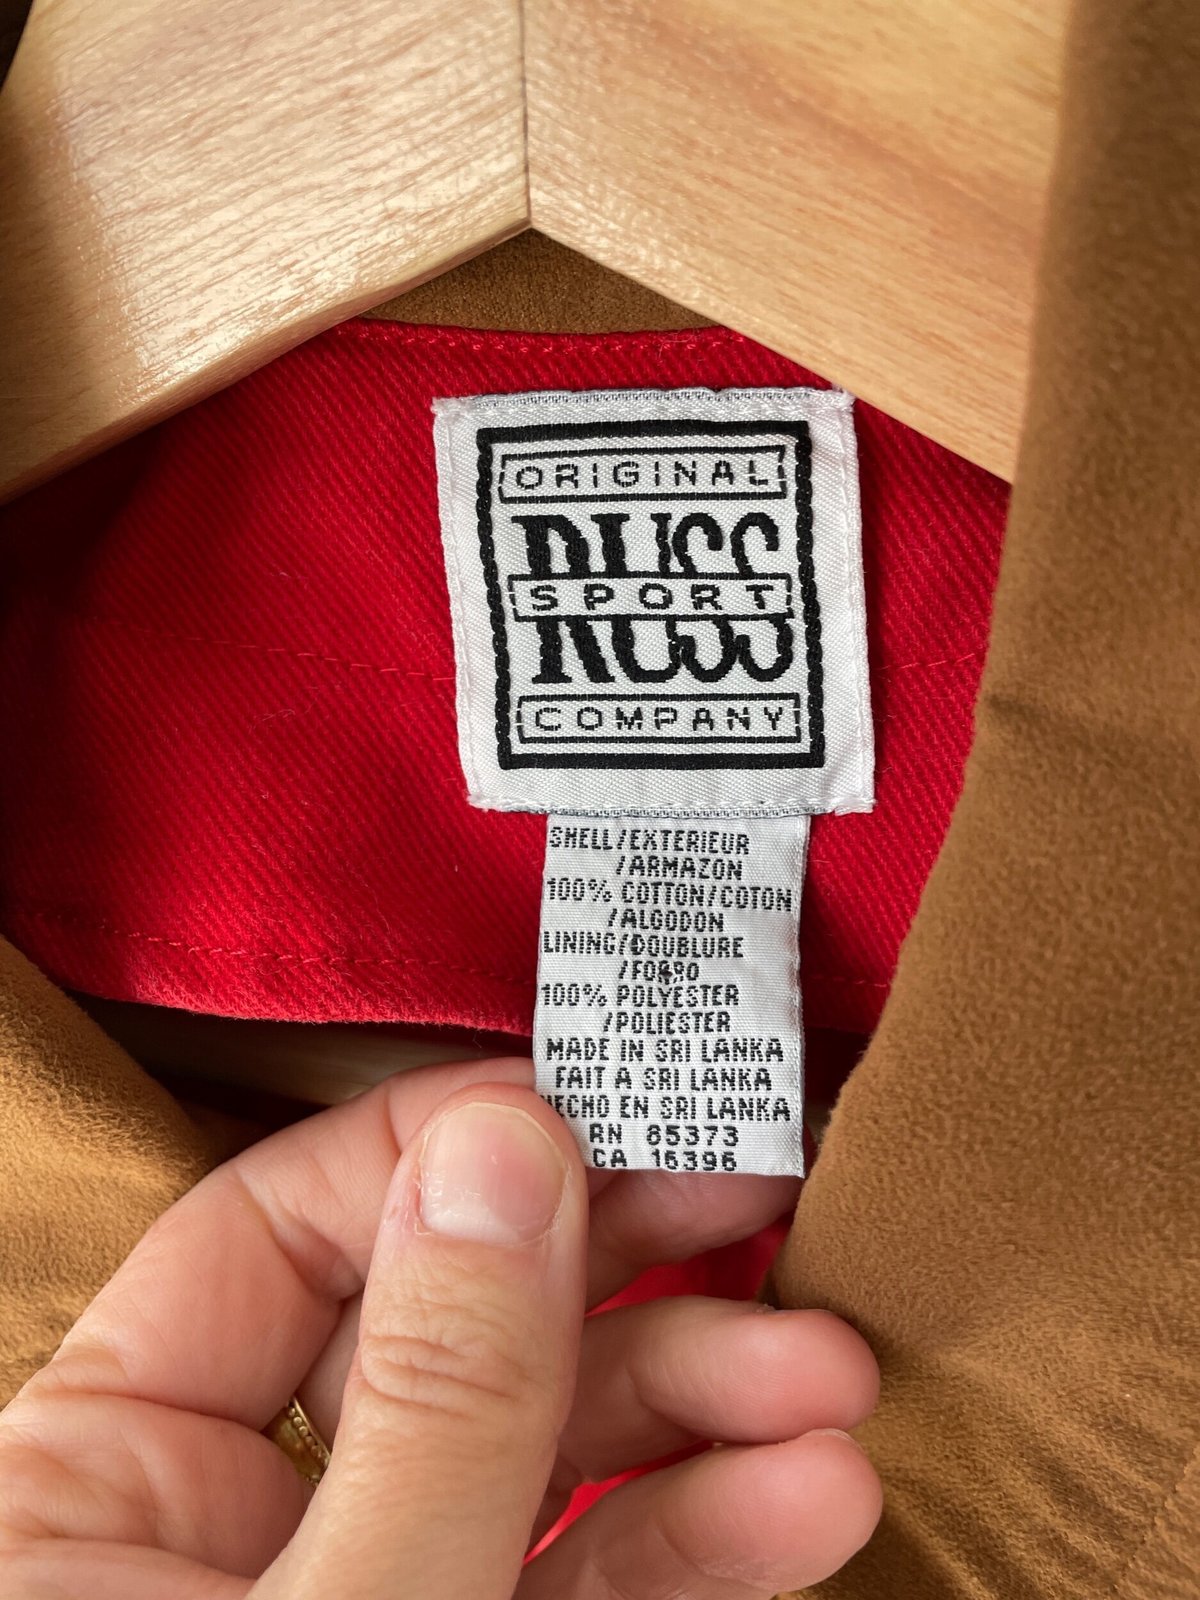 ORIGINAL
RUSS
SPORT
COMPANY
SHELL/EXTERIEUR
/ARMAZON
100% COTTON/COTON
/ALGODON
LINING/DOUBLURE
/FORRO
100% POLYESTER
/POLIESTER
MADE IN SRI LANKA
FAIT A SRI LANKA
HECHO EN SRI LANKA
RN 85373
CA 16396